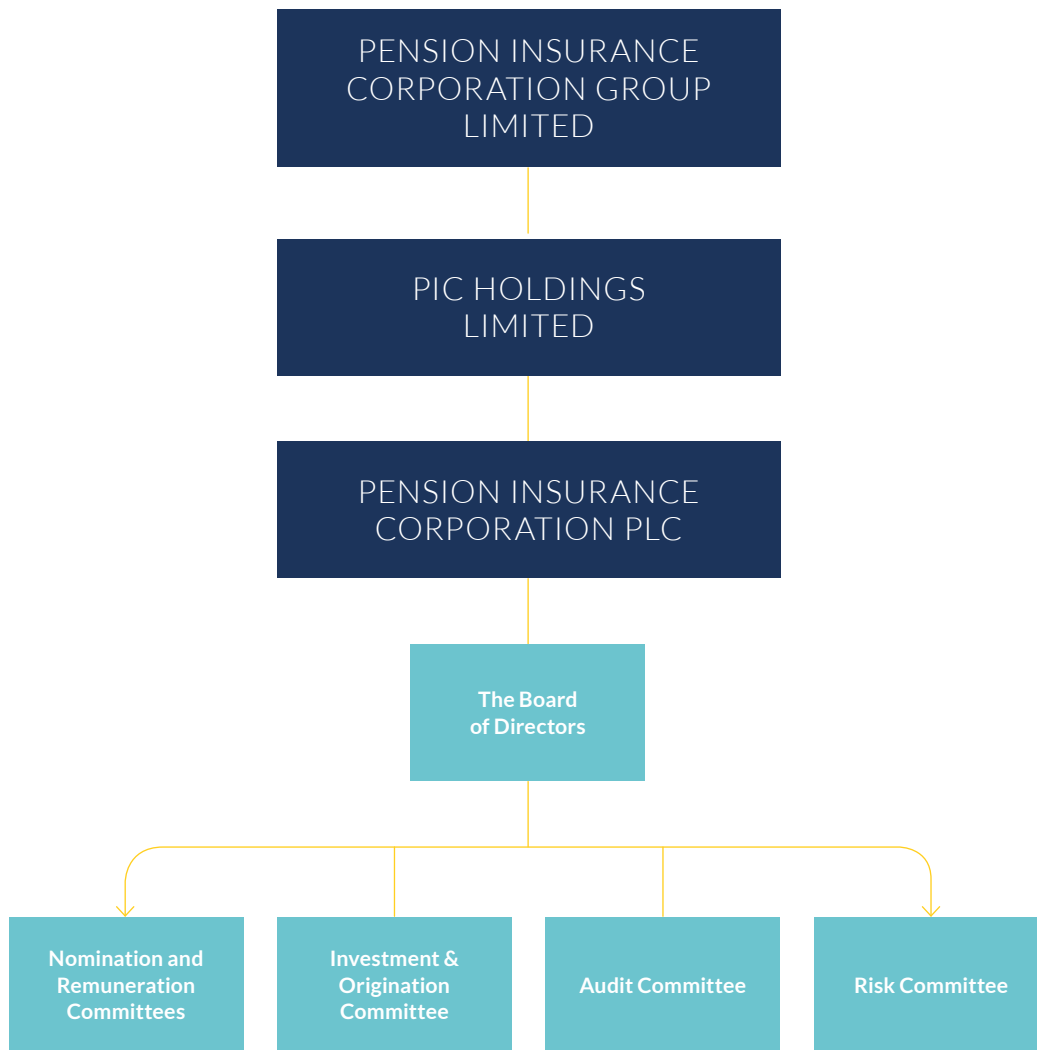 PENSION INSURANCE
CORPORATION GROUP
LIMITED
PIC HOLDINGS
LIMITED
PENSION INSURANCE
CORPORATION PLC
The Board
of Directors
Nomination and
Remuneration
Committees
Investment &
Origination
Committee
Audit Committee
Risk Committee